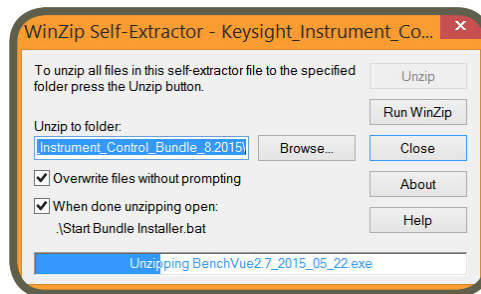 WinZip Self-Extractor - Keysight_Instrument_Co...
To unzip all files in this self-extractor file to the specified
folder press the Unzip button.
Unzip
Run WinZip
Unzip to folder:
_Instrument_Control_Bundle_8.2015\
Browse...
Close
Overwrite files without prompting
About
When done unzipping open:
.\Start Bundle Installer.bat
Help
Unzipping BenchVue2.7_2015_05_22.exe